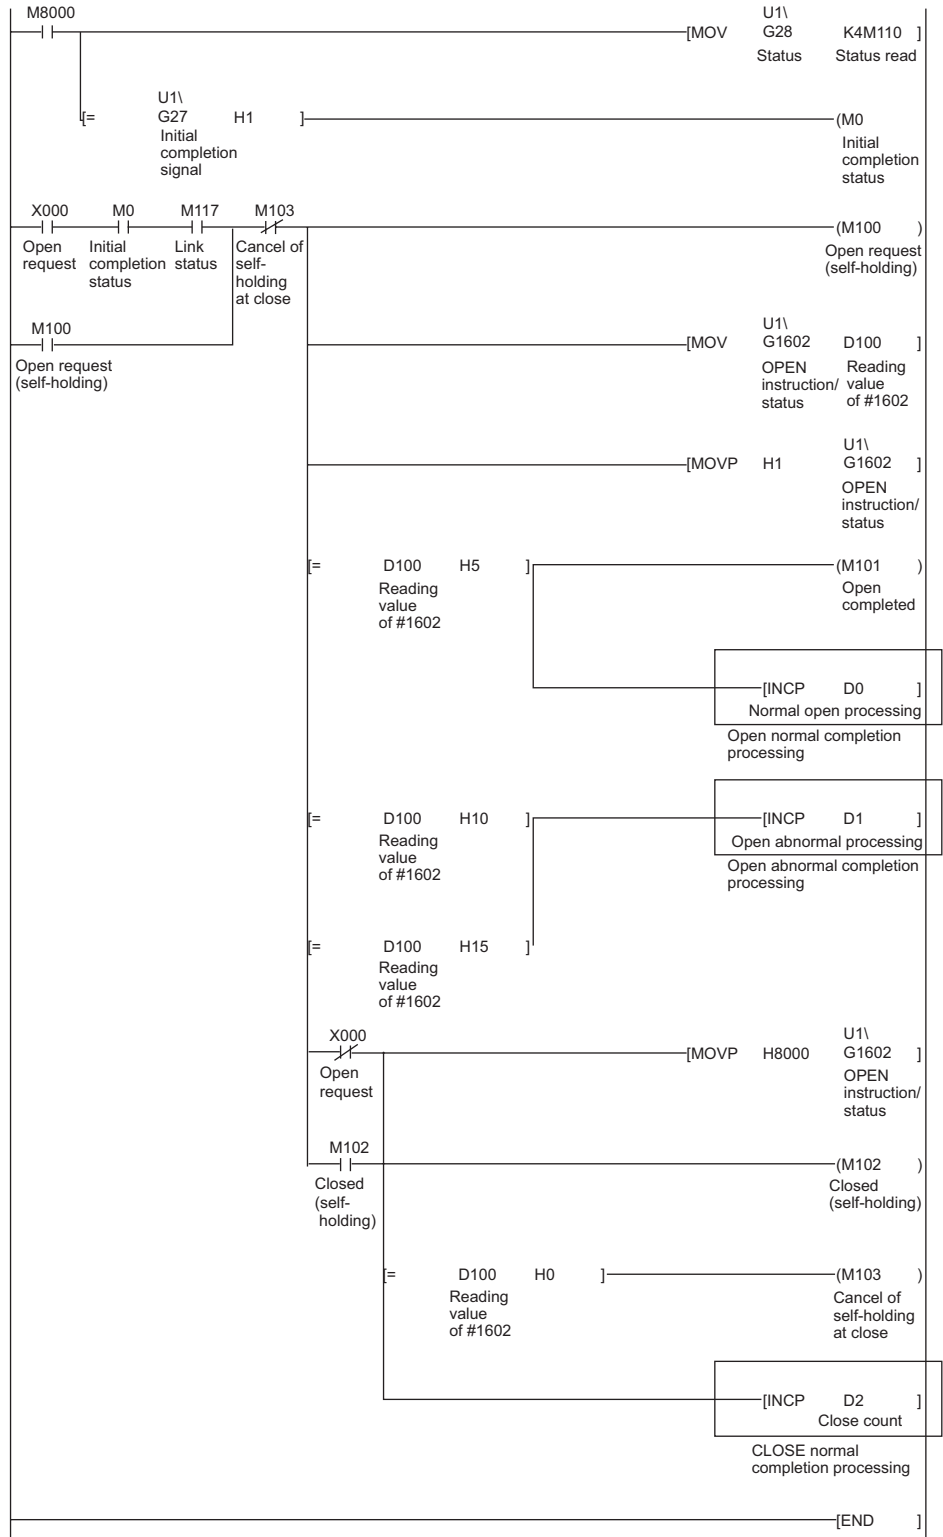 M8000
U1\
[MOV G28 K4M110 ]
Status Status read
U1\
[= G27 H1 ] (M0
Initial completion signal
Initial completion status
X000 M0 M117 M103
(M100 )
Open request
Initial completion status
Link status
Cancel of self-holding at close
Open request (self-holding)
M100
Open request (self-holding)
U1\
[MOV G1602 D100 ]
OPEN instruction/ status
Reading value of #1602
U1\
[MOVP H1 G1602 ]
OPEN instruction/ status
[= D100 H5 ] (M101 )
Reading value of #1602
Open completed
[INCP D0 ]
Normal open processing
Open normal completion processing
[= D100 H10 ] [INCP D1 ]
Reading value of #1602
Open abnormal processing
Open abnormal completion processing
[= D100 H15 ]
Reading value of #1602
X000
U1\
[MOVP H8000 G1602 ]
Open request
OPEN instruction/ status
M102
(M102 )
Closed (self-holding)
Closed (self-holding)
[= D100 H0 ] (M103 )
Reading value of #1602
Cancel of self-holding at close
[INCP D2 ]
Close count
CLOSE normal completion processing
[END ]